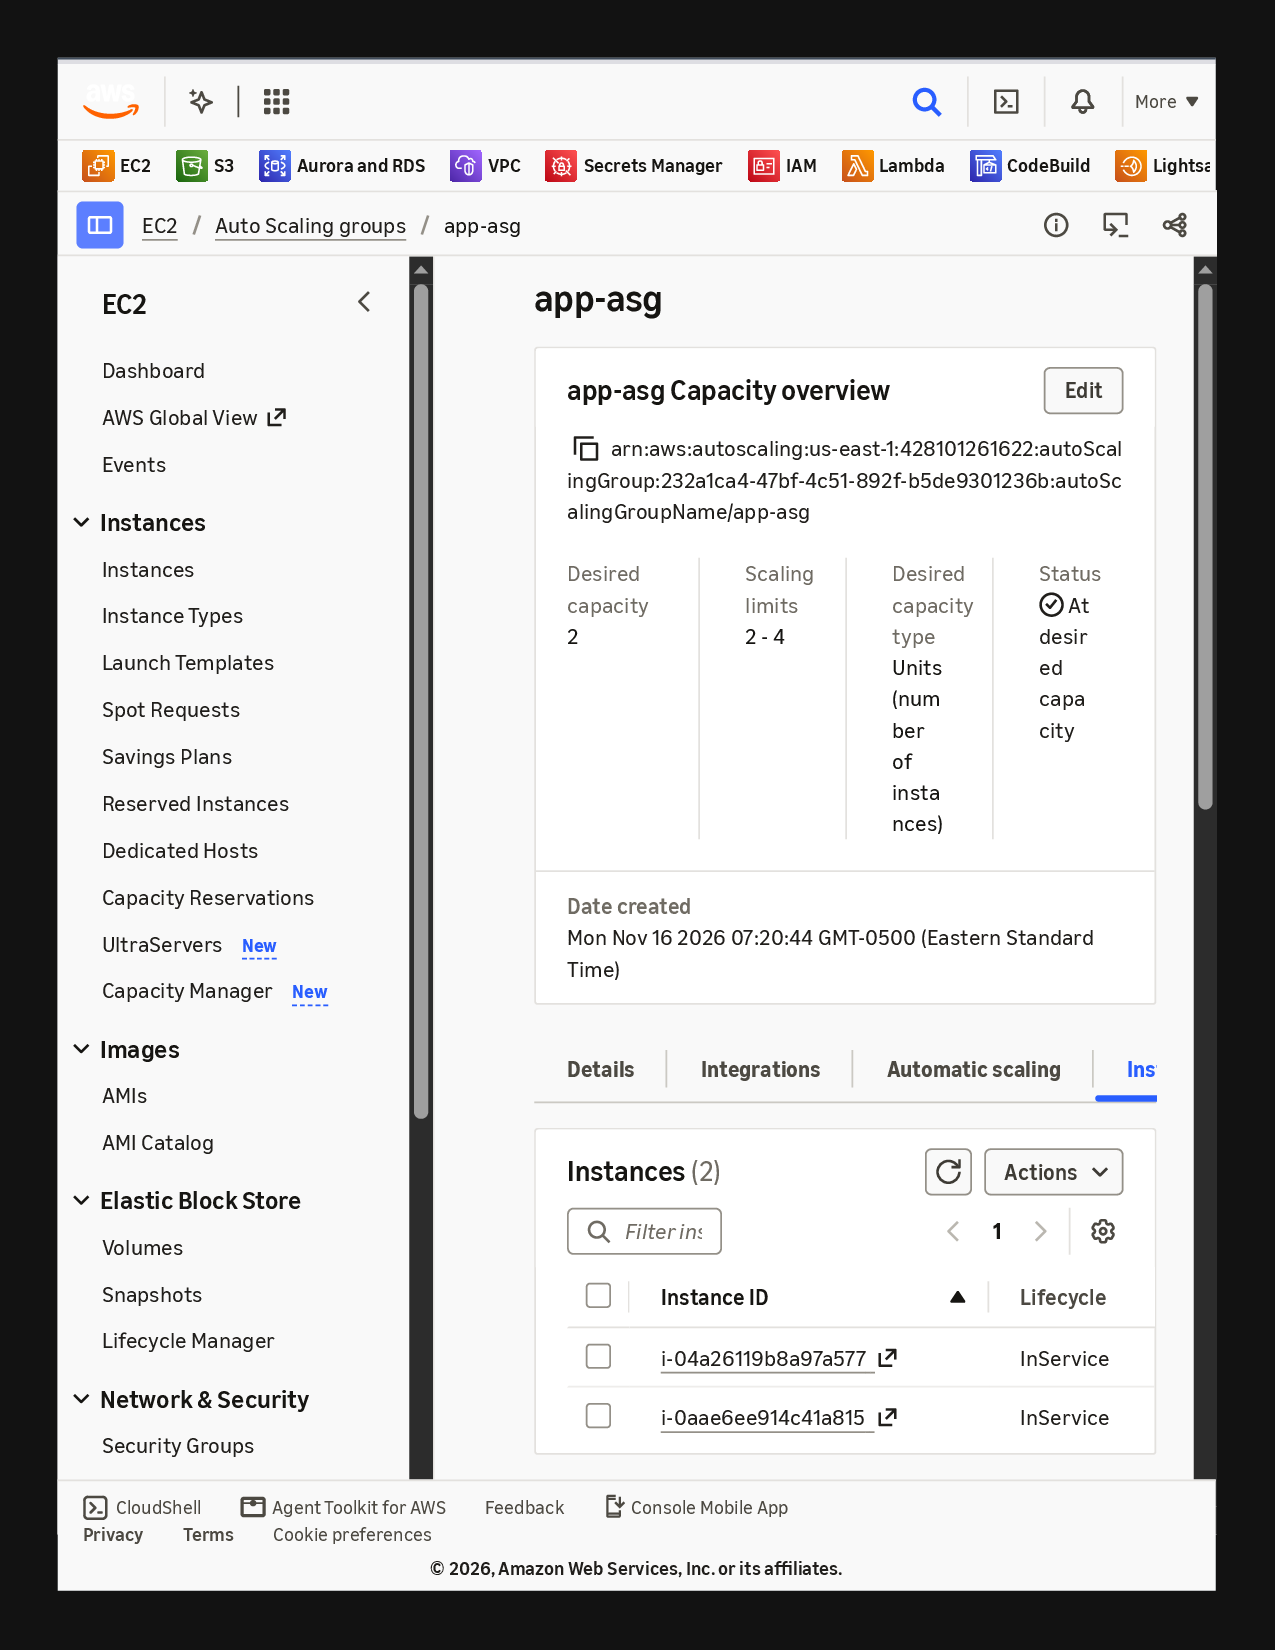 aws
More
EC2 S3 Aurora and RDS VPC Secrets Manager IAM Lambda CodeBuild Lightsa
EC2 / Auto Scaling groups / app-asg
EC2
Dashboard
AWS Global View
Events
Instances
Instances
Instance Types
Launch Templates
Spot Requests
Savings Plans
Reserved Instances
Dedicated Hosts
Capacity Reservations
UltraServers New
Capacity Manager New
Images
AMIs
AMI Catalog
Elastic Block Store
Volumes
Snapshots
Lifecycle Manager
Network & Security
Security Groups
app-asg
app-asg Capacity overview
Edit
arn:aws:autoscaling:us-east-1:428101261622:autoScal
ingGroup:232a1ca4-47bf-4c51-892f-b5de9301236b:autoSc
alingGroupName/app-asg
Desired
capacity
2
Scaling
limits
2 - 4
Desired
capacity
type
Units
(num
ber
of
insta
nces)
Status
At
desir
ed
capa
city
Date created
Mon Nov 16 2026 07:20:44 GMT-0500 (Eastern Standard
Time)
Details Integrations Automatic scaling Ins
Instances (2)
Actions
Filter ins
1
Instance ID Lifecycle
i-04a26119b8a97a577 InService
i-0aae6ee914c41a815 InService
CloudShell Agent Toolkit for AWS Feedback Console Mobile App
Privacy Terms Cookie preferences
© 2026, Amazon Web Services, Inc. or its affiliates.